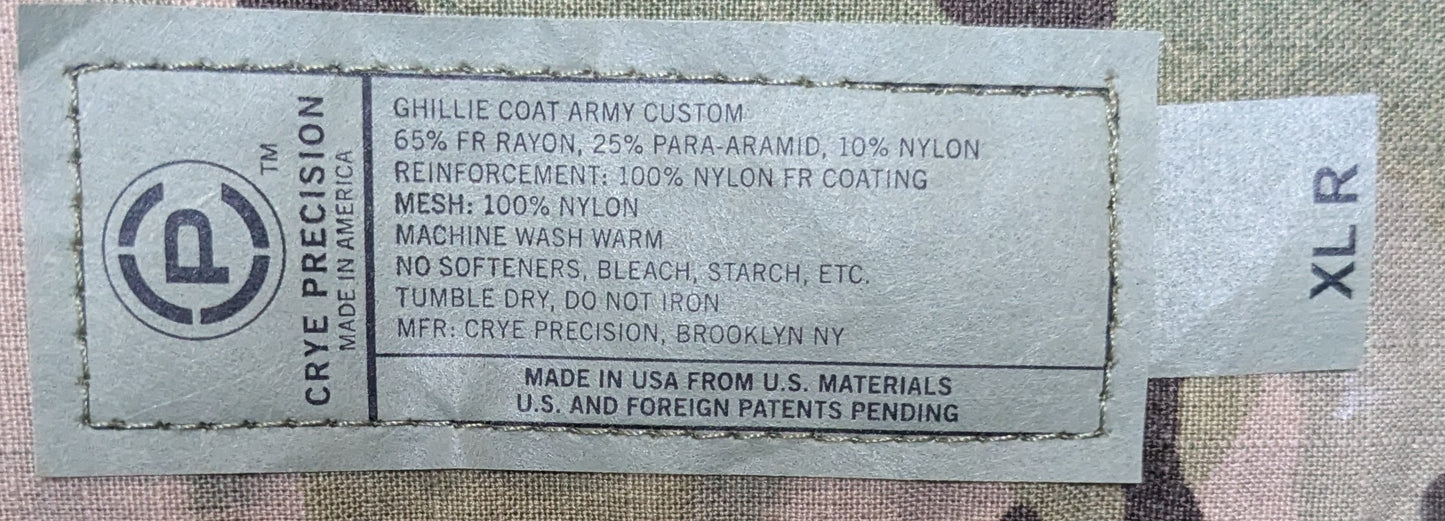 P
TM
CRYE PRECISION
MADE IN AMERICA
GHILLIE COAT ARMY CUSTOM
65% FR RAYON, 25% PARA-ARAMID, 10% NYLON
REINFORCEMENT: 100% NYLON FR COATING
MESH: 100% NYLON
MACHINE WASH WARM
NO SOFTENERS, BLEACH, STARCH, ETC.
TUMBLE DRY, DO NOT IRON
MFR: CRYE PRECISION, BROOKLYN NY
MADE IN USA FROM U.S. MATERIALS
U.S. AND FOREIGN PATENTS PENDING
XL R